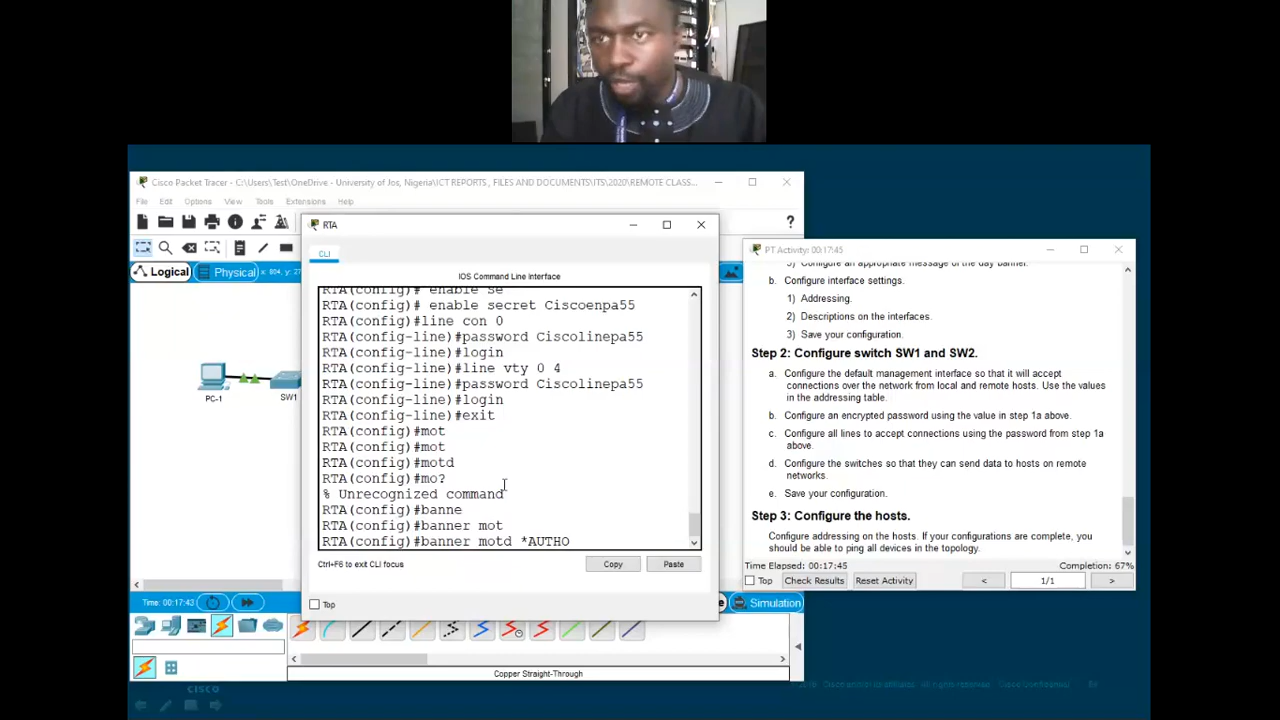 Cisco Packet Tracer - C:\Users\Test\OneDrive - University of Jos, Nigeria\ICT REPORTS , FILES AND DOCUMENTS\ITS\2020\REMOTE CLASS...
File Edit Options View Tools Extensions Help
Logical
Physical
PC-1
SW1
Time: 00:17:43
Simulation
Copper Straight-Through
RTA
CLI
IOS Command Line Interface
RTA(config)# enable se
RTA(config)# enable secret Ciscoenpa55
RTA(config)#line con 0
RTA(config-line)#password Ciscolinepa55
RTA(config-line)#login
RTA(config-line)#line vty 0 4
RTA(config-line)#password Ciscolinepa55
RTA(config-line)#login
RTA(config-line)#exit
RTA(config)#mot
RTA(config)#mot
RTA(config)#motd
RTA(config)#mo?
% Unrecognized command
RTA(config)#banne
RTA(config)#banner mot
RTA(config)#banner motd *AUTHO
Ctrl+F6 to exit CLI focus
Copy
Paste
Top
PT Activity: 00:17:45
Configure an appropriate message of the day banner.
b. Configure interface settings.
1) Addressing.
2) Descriptions on the interfaces.
3) Save your configuration.
Step 2: Configure switch SW1 and SW2.
a. Configure the default management interface so that it will accept
connections over the network from local and remote hosts. Use the values
in the addressing table.
b. Configure an encrypted password using the value in step 1a above.
c. Configure all lines to accept connections using the password from step 1a
above.
d. Configure the switches so that they can send data to hosts on remote
networks.
e. Save your configuration.
Step 3: Configure the hosts.
Configure addressing on the hosts. If your configurations are complete, you
should be able to ping all devices in the topology.
Time Elapsed: 00:17:45
Completion: 67%
Top
Check Results
Reset Activity
<
1/1
>
CISCO